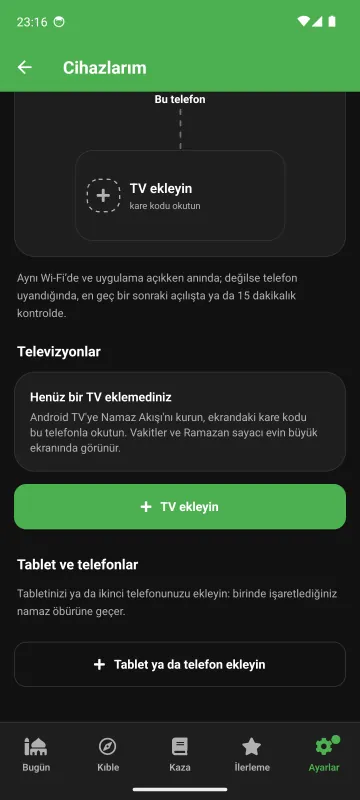 23:16
Cihazlarım
Bu telefon
TV ekleyin
kare kodu okutun
Aynı Wi-Fi'de ve uygulama açıkken anında; değilse telefon
uyandığında, en geç bir sonraki açılışta ya da 15 dakikalık
kontrolde.
Televizyonlar
Henüz bir TV eklemediniz
Android TV'ye Namaz Akışı'nı kurun, ekrandaki kare kodu
bu telefonla okutun. Vakitler ve Ramazan sayacı evin büyük
ekranında görünür.
TV ekleyin
Tablet ve telefonlar
Tabletinizi ya da ikinci telefonunuzu ekleyin: birinde işaretlediğiniz
namaz öbürüne geçer.
Tablet ya da telefon ekleyin
Bugün
Kıble
Kaza
İlerleme
Ayarlar